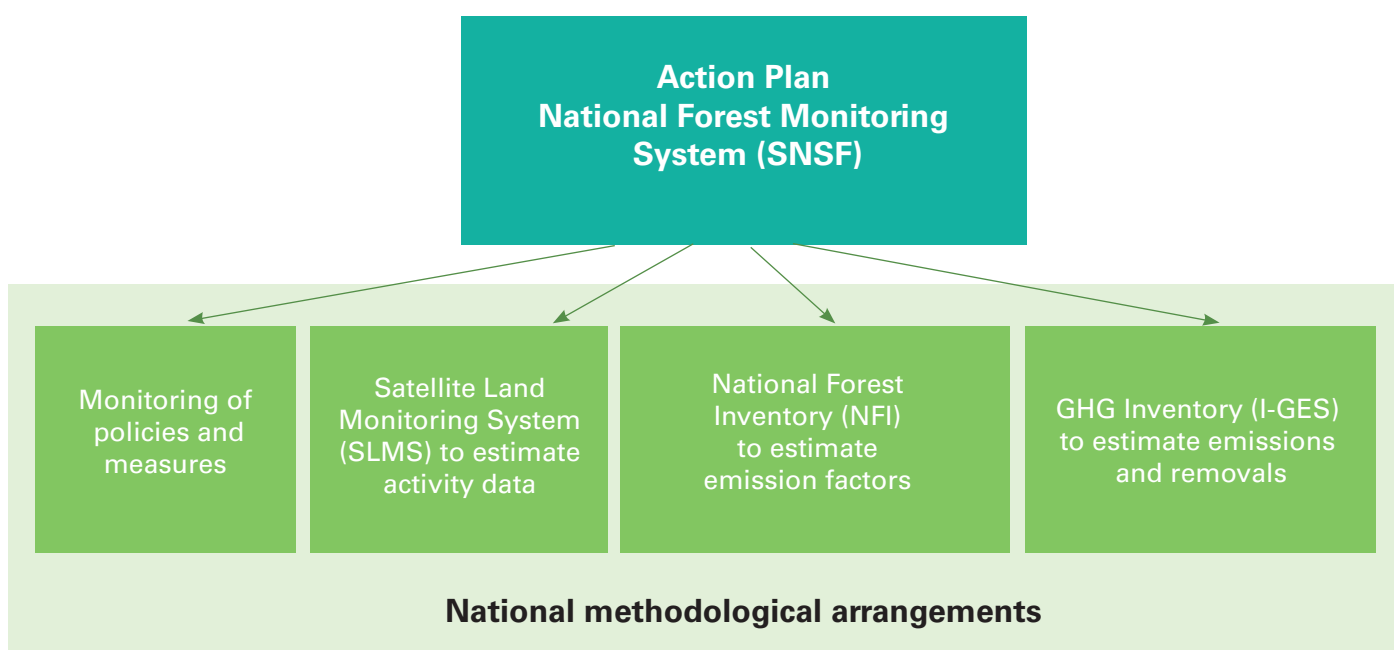 Action Plan
National Forest Monitoring
System (SNSF)
Monitoring of
policies and
measures
Satellite Land
Monitoring System
(SLMS) to estimate
activity data
National Forest
Inventory (NFI)
to estimate
emission factors
GHG Inventory (I-GES)
to estimate emissions
and removals
National methodological arrangements